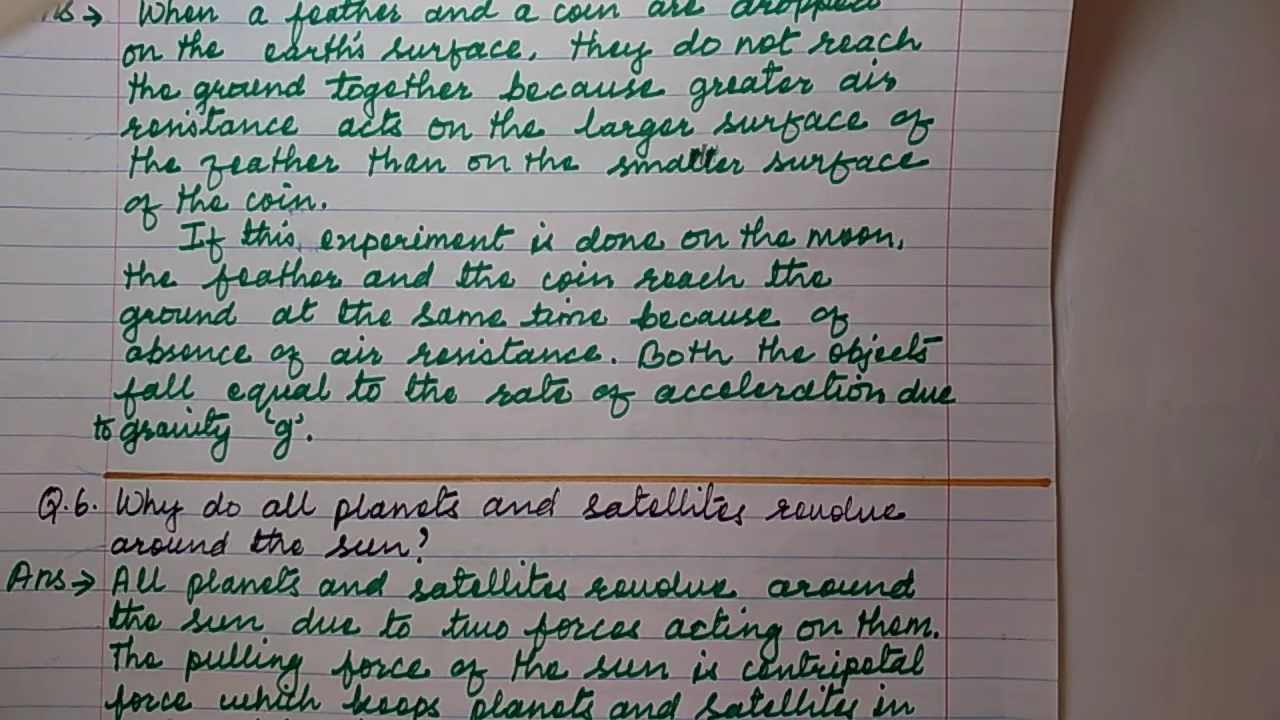 ns → When a feather and a coin are dropped
on the earth's surface, they do not reach
the ground together because greater air
resistance acts on the larger surface of
the feather than on the smaller surface
of the coin.
If this experiment is done on the moon,
the feather and the coin reach the
ground at the same time because of
absence of air resistance. Both the objects
fall equal to the rate of acceleration due
to gravity 'g'.
Q.6. Why do all planets and satellites revolve
around the sun?
Ans → All planets and satellites revolve around
the sun due to two forces acting on them.
The pulling force of the sun is centripetal
force which keeps planets and satellites in